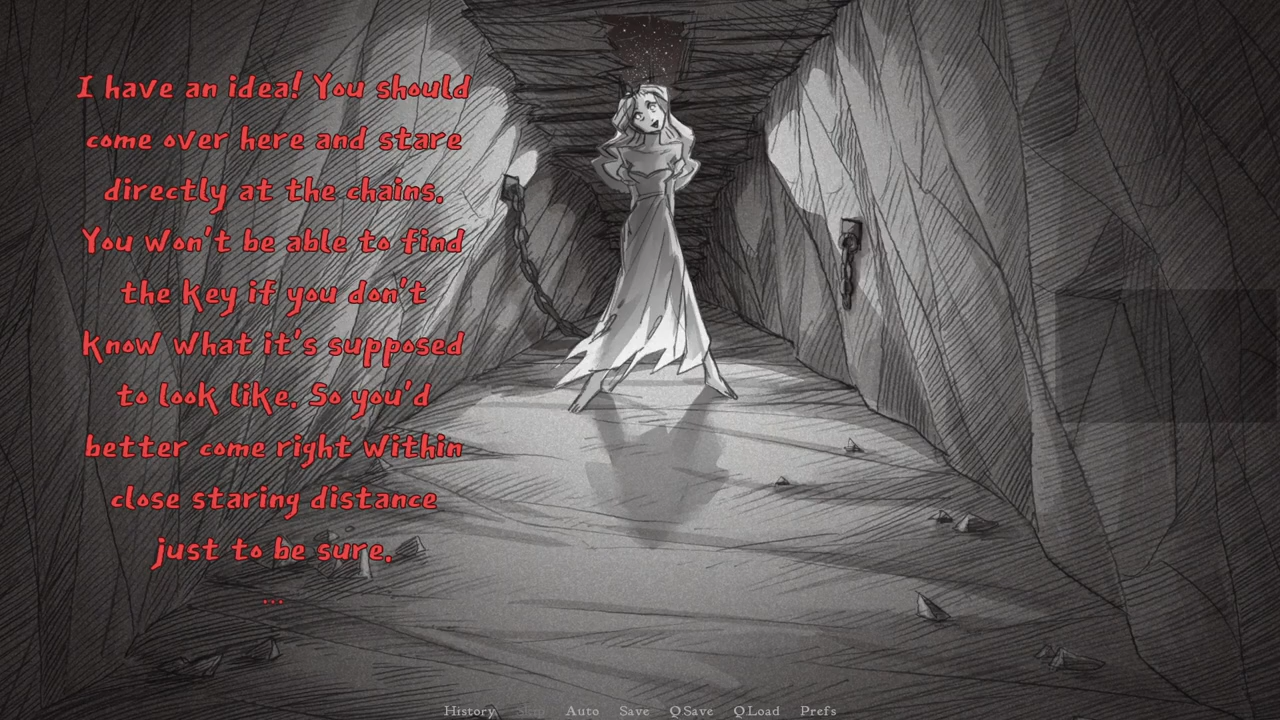 I have an idea! You should
come over here and stare
directly at the chains.
You won't be able to find
the key if you don't
know what it's supposed
to look like. So you'd
better come right within
close staring distance
just to be sure.
...
History Skip Auto Save Q.Save Q.Load Prefs